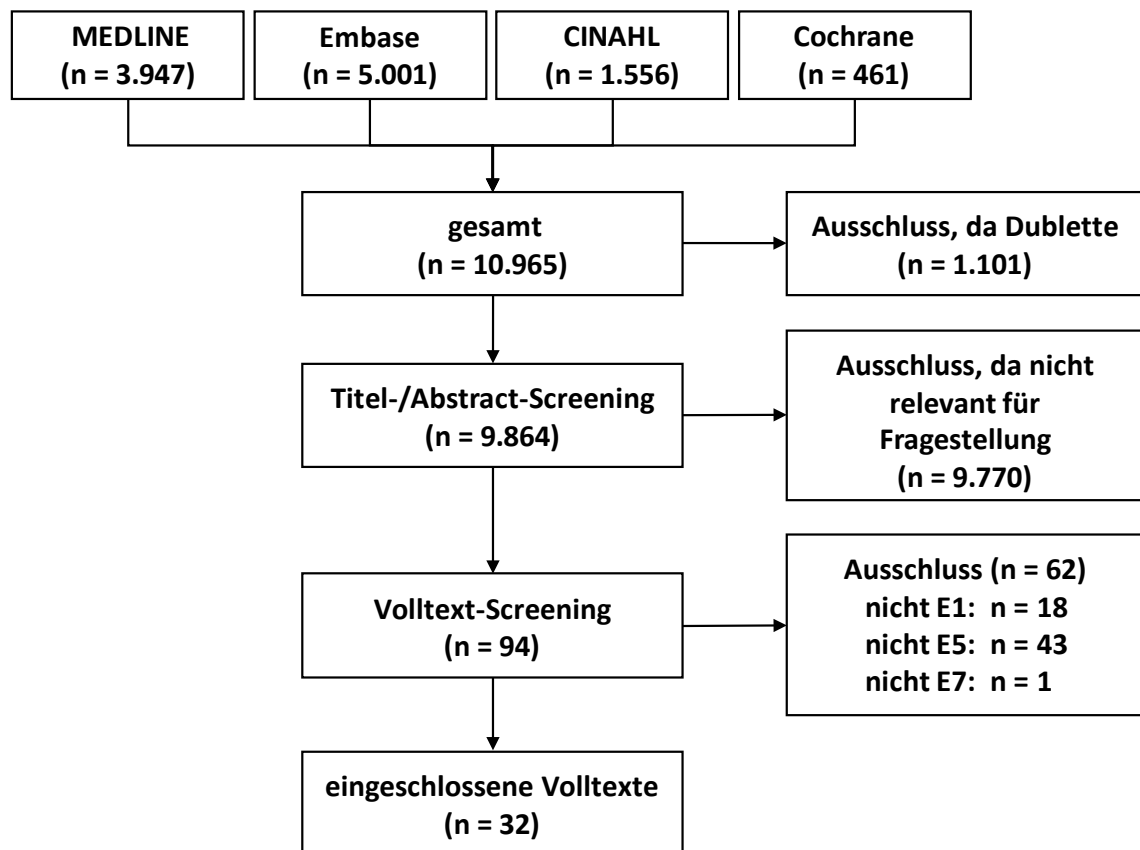 MEDLINE
(n = 3.947)
Embase
(n = 5.001)
CINAHL
(n = 1.556)
Cochrane
(n = 461)
gesamt
(n = 10.965)
Ausschluss, da Dublette
(n = 1.101)
Titel-/Abstract-Screening
(n = 9.864)
Ausschluss, da nicht
relevant für
Fragestellung
(n = 9.770)
Volltext-Screening
(n = 94)
Ausschluss (n = 62)
nicht E1: n = 18
nicht E5: n = 43
nicht E7: n = 1
eingeschlossene Volltexte
(n = 32)